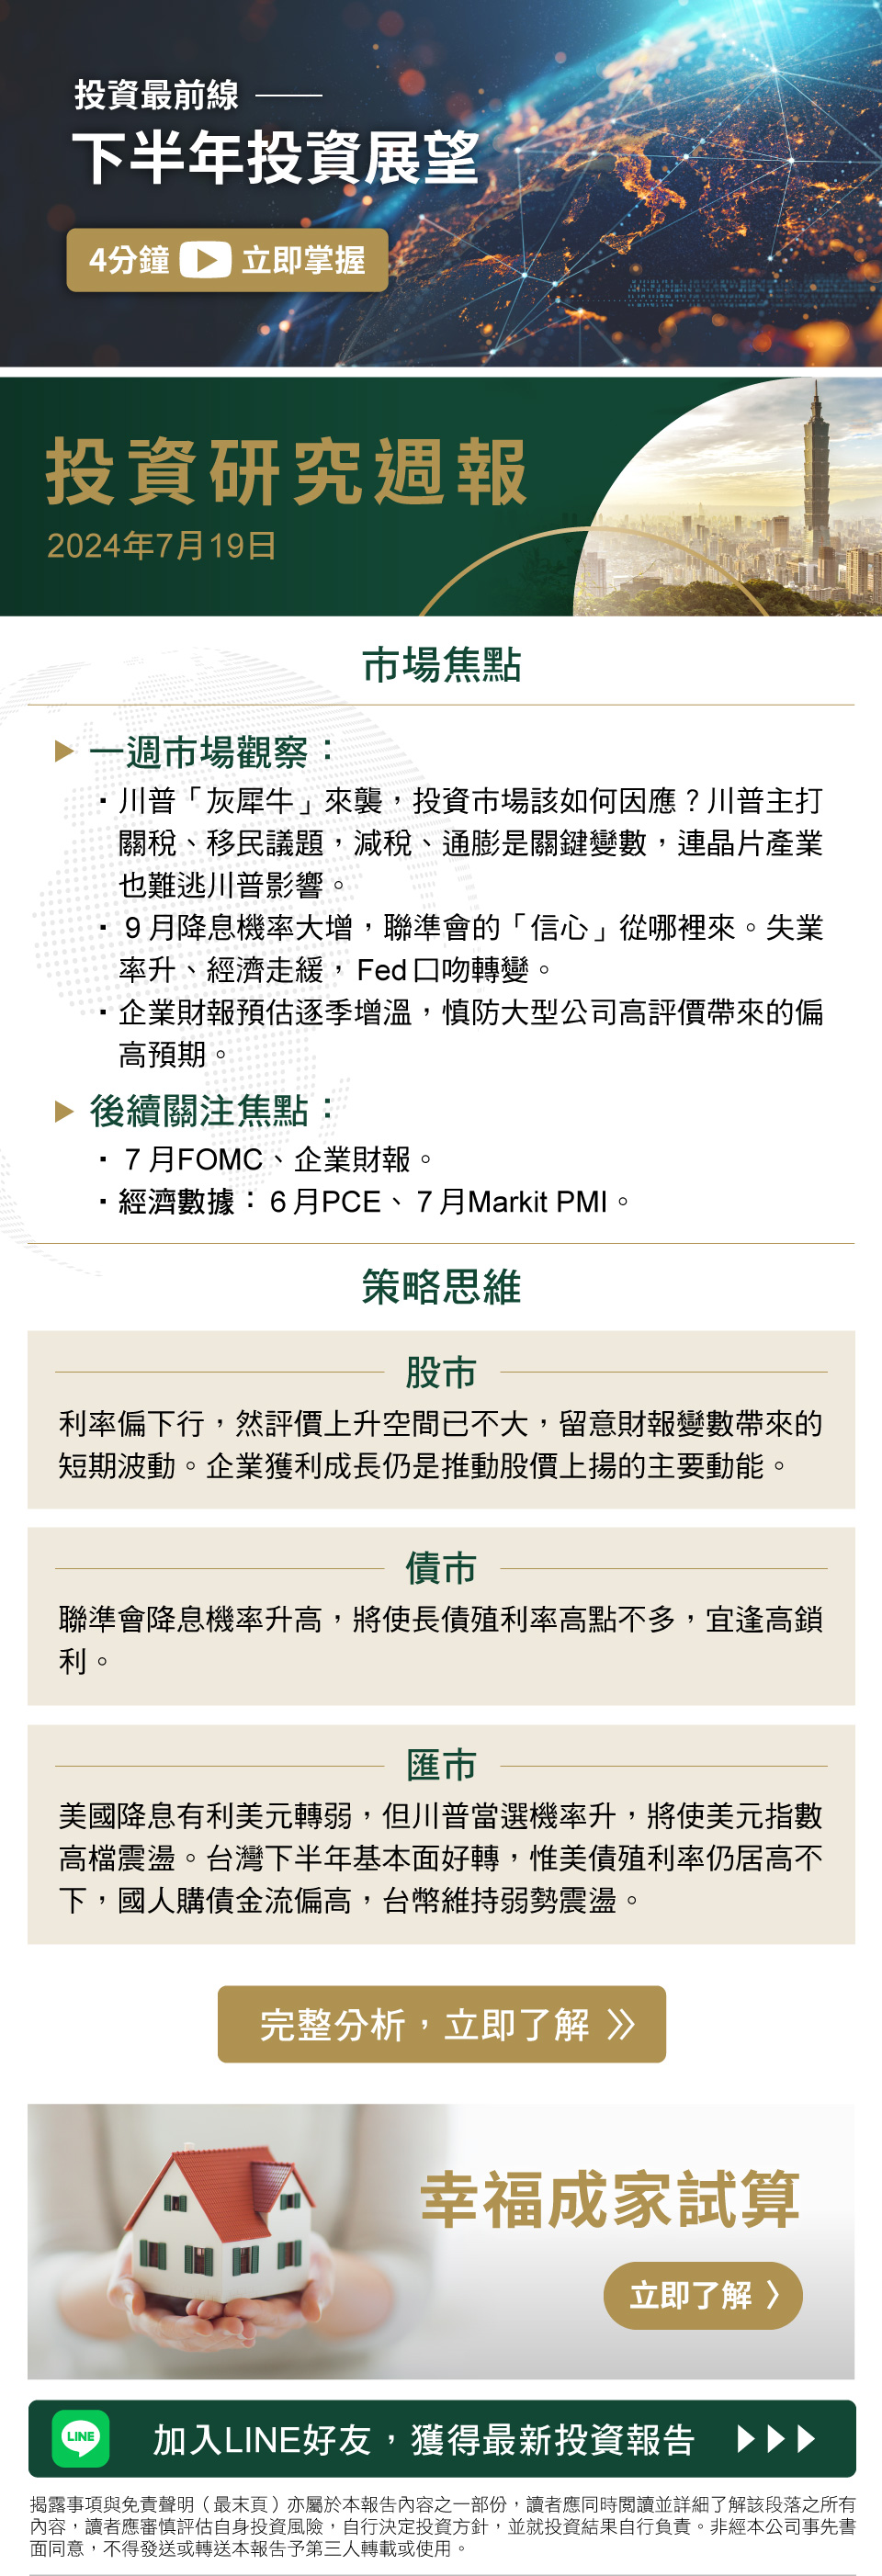 投資最前線
下半年投資展望
4分鐘 立即掌握
投資研究週報
2024年7月19日
市場焦點
一週市場觀察：
・川普「灰犀牛」來襲，投資市場該如何因應？川普主打
關稅、移民議題，減稅、通膨是關鍵變數，連晶片產業
也難逃川普影響。
・ 9 月降息機率大增，聯準會的「信心」從哪裡來。失業
率升、經濟走緩， Fed 口吻轉變。
・企業財報預估逐季增溫，慎防大型公司高評價帶來的偏
高預期。
後續關注焦點：
・ 7 月FOMC、企業財報。
・經濟數據： 6 月PCE、 7 月Markit PMI。
策略思維
股市
利率偏下行，然評價上升空間已不大，留意財報變數帶來的
短期波動。企業獲利成長仍是推動股價上揚的主要動能。
債市
聯準會降息機率升高，將使長債殖利率高點不多，宜逢高鎖
利。
匯市
美國降息有利美元轉弱，但川普當選機率升，將使美元指數
高檔震盪。台灣下半年基本面好轉，惟美債殖利率仍居高不
下，國人購債金流偏高，台幣維持弱勢震盪。
完整分析，立即了解
幸福成家試算
立即了解
LINE 加入LINE好友，獲得最新投資報告
揭露事項與免責聲明（最末頁）亦屬於本報告內容之一部份，讀者應同時閱讀並詳細了解該段落之所有
內容，讀者應審慎評估自身投資風險，自行決定投資方針，並就投資結果自行負責。非經本公司事先書
面同意，不得發送或轉送本報告予第三人轉載或使用。